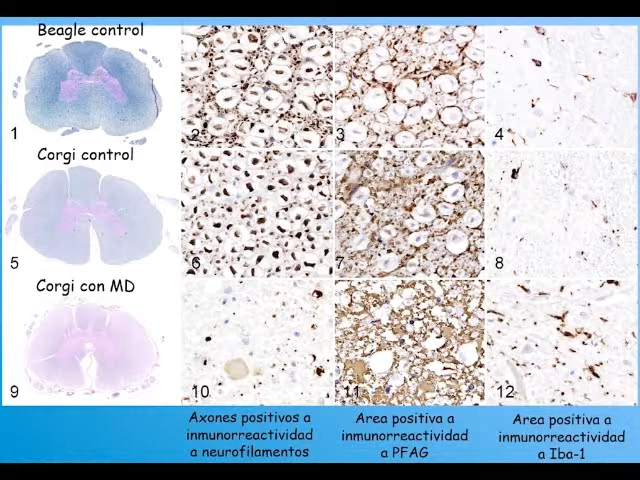 Beagle control
1
2
3
4
Corgi control
5
6
7
8
Corgi con MD
9
10
11
12
Axones positivos a
inmunorreactividad
a neurofilamentos
Area positiva a
inmunorreactividad
a PFAG
Area positiva a
inmunorreactividad
a Iba-1